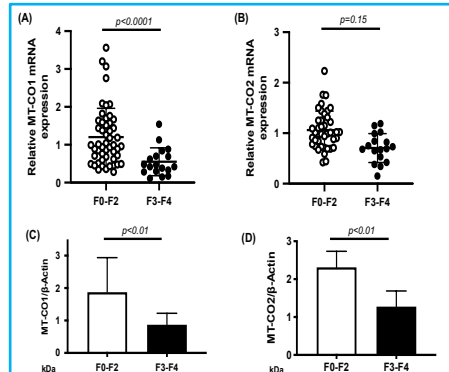 (A)
p<0.0001
Relative MT-CO1 mRNA
expression
4
3
2
1
0
F0-F2
F3-F4
(B)
p=0.15
Relative MT-CO2 mRNA
expression
3
2
1
0
F0-F2
F3-F4
(C)
p<0.01
MT-CO1/β-Actin
3
2
1
0
kDa
F0-F2
F3-F4
(D)
p<0.01
MT-CO2/β-Actin
3
2
1
0
kDa
F0-F2
F3-F4